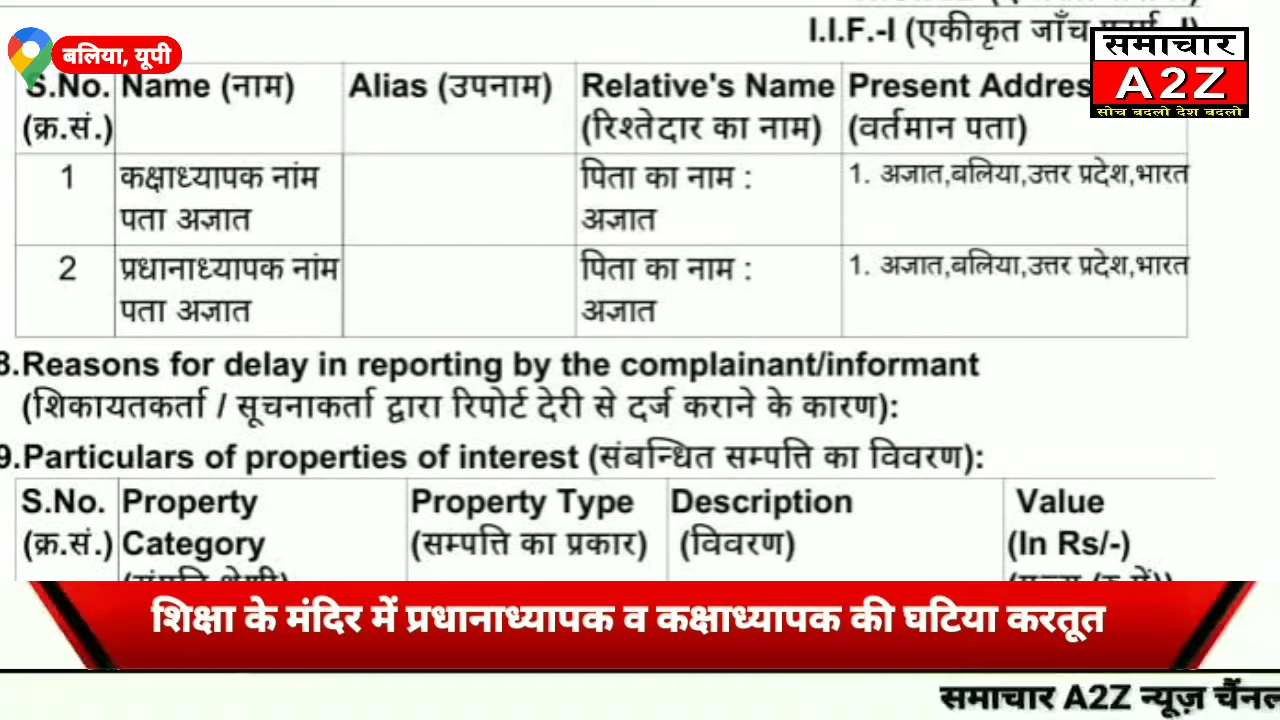 I.I.F.-I (एकीकृत जाँच
बलिया, यूपी
समाचार
A2Z
सोच बदलो देश बदलो
S.No. Name (नाम) Alias (उपनाम) Relative's Name Present Addres
(क्र.सं.) (रिश्तेदार का नाम) (वर्तमान पता)
1 कक्षाध्यापक नांम पिता का नाम : 1. अज्ञात,बलिया,उत्तर प्रदेश,भारत
पता अज्ञात अज्ञात
2 प्रधानाध्यापक नांम पिता का नाम : 1. अज्ञात,बलिया,उत्तर प्रदेश,भारत
पता अज्ञात अज्ञात
8.Reasons for delay in reporting by the complainant/informant
(शिकायतकर्ता / सूचनाकर्ता द्वारा रिपोर्ट देरी से दर्ज कराने के कारण):
9.Particulars of properties of interest (संबन्धित सम्पत्ति का विवरण):
S.No. Property Property Type Description Value
(क्र.सं.) Category (सम्पत्ति का प्रकार) (विवरण) (In Rs/-)
शिक्षा के मंदिर में प्रधानाध्यापक व कक्षाध्यापक की घटिया करतूत
समाचार A2Z न्यूज़ चैंनल